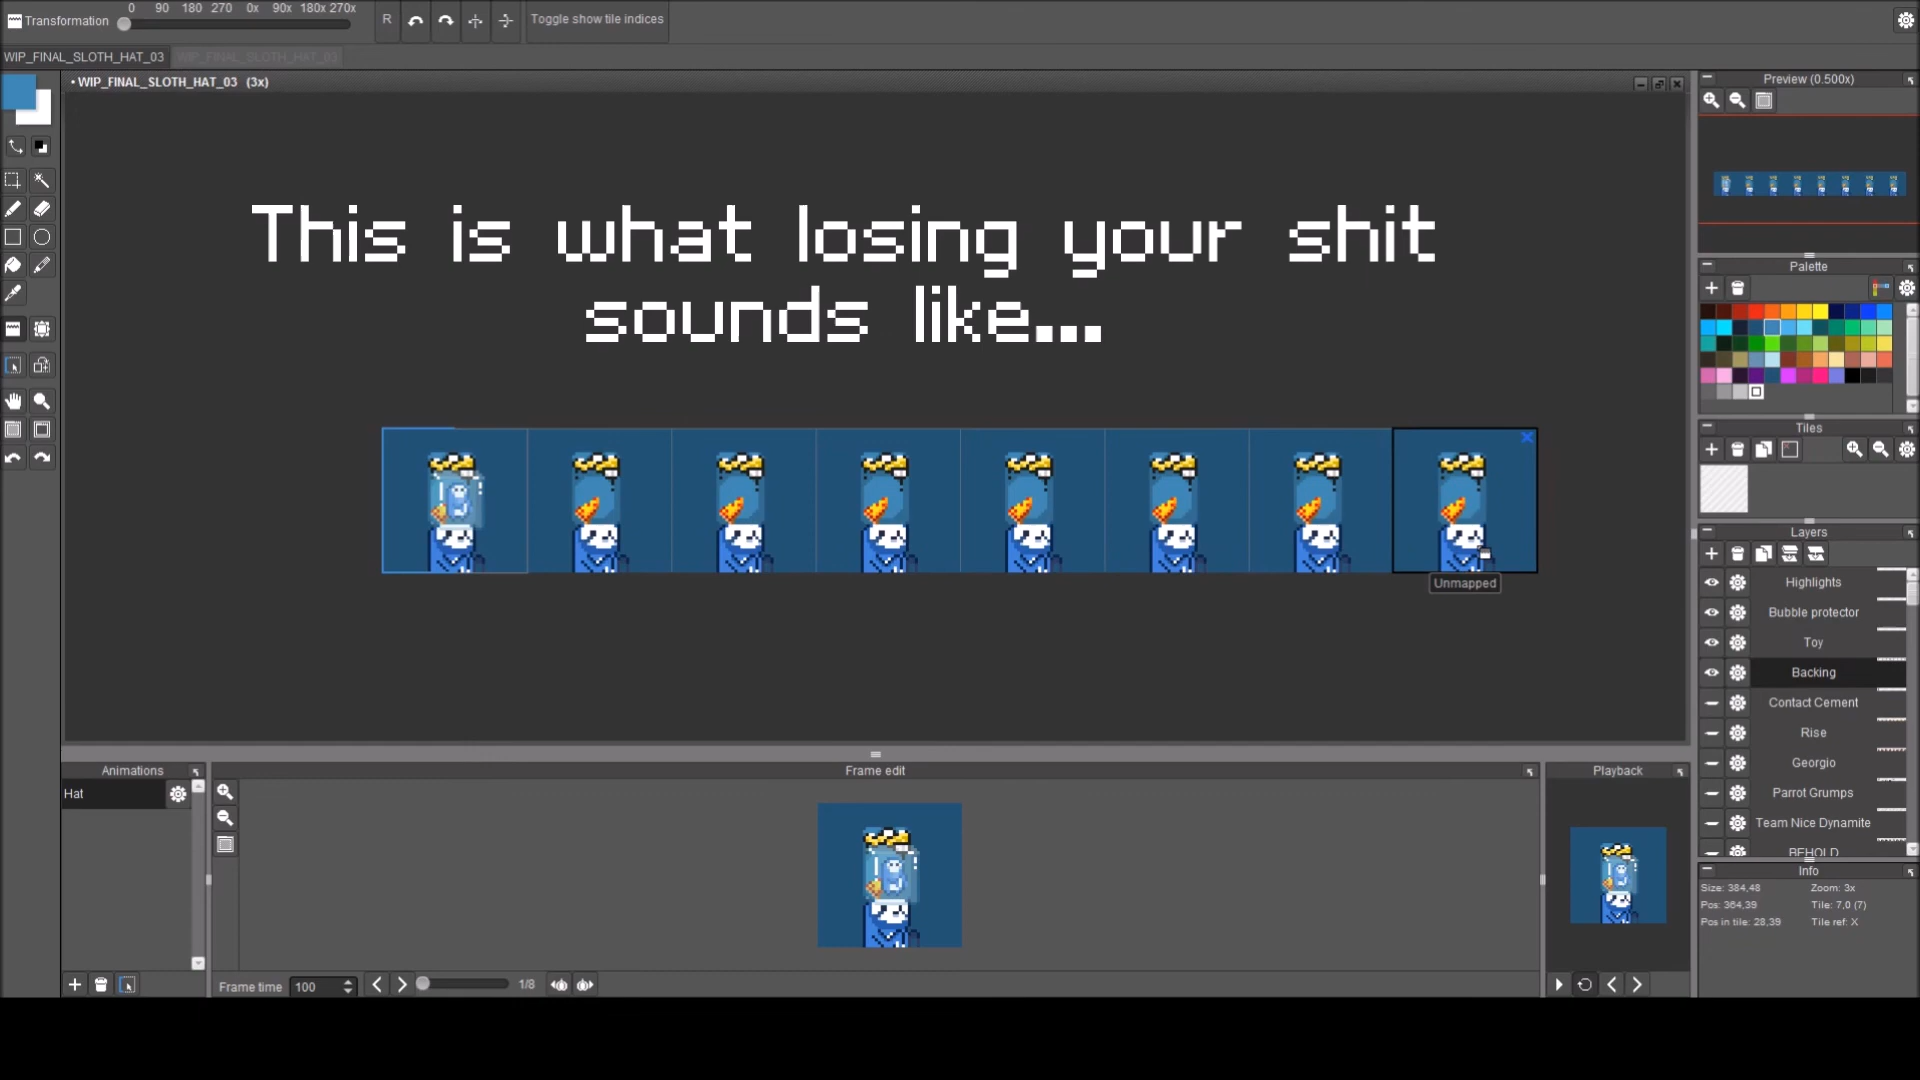 0 90 180 270 0x 90x 180x 270x
Transformation R Toggle show tile indices
WIP_FINAL_SLOTH_HAT_03 WIP_FINAL_SLOTH_HAT_03
• WIP_FINAL_SLOTH_HAT_03 (3x)
Preview (0.500x)
This is what losing your shit
sounds like...
Palette
Tiles
Unmapped
Layers
Highlights
Bubble protector
Toy
Backing
Contact Cement
Rise
Georgio
Parrot Grumps
Team Nice Dynamite
BEHOLD
Animations
Hat
Frame edit
Playback
Info
Size: 384,48 Zoom: 3x
Pos: 364,39 Tile: 7,0 (7)
Pos in tile: 28,39 Tile ref: X
Frame time 100 1/8